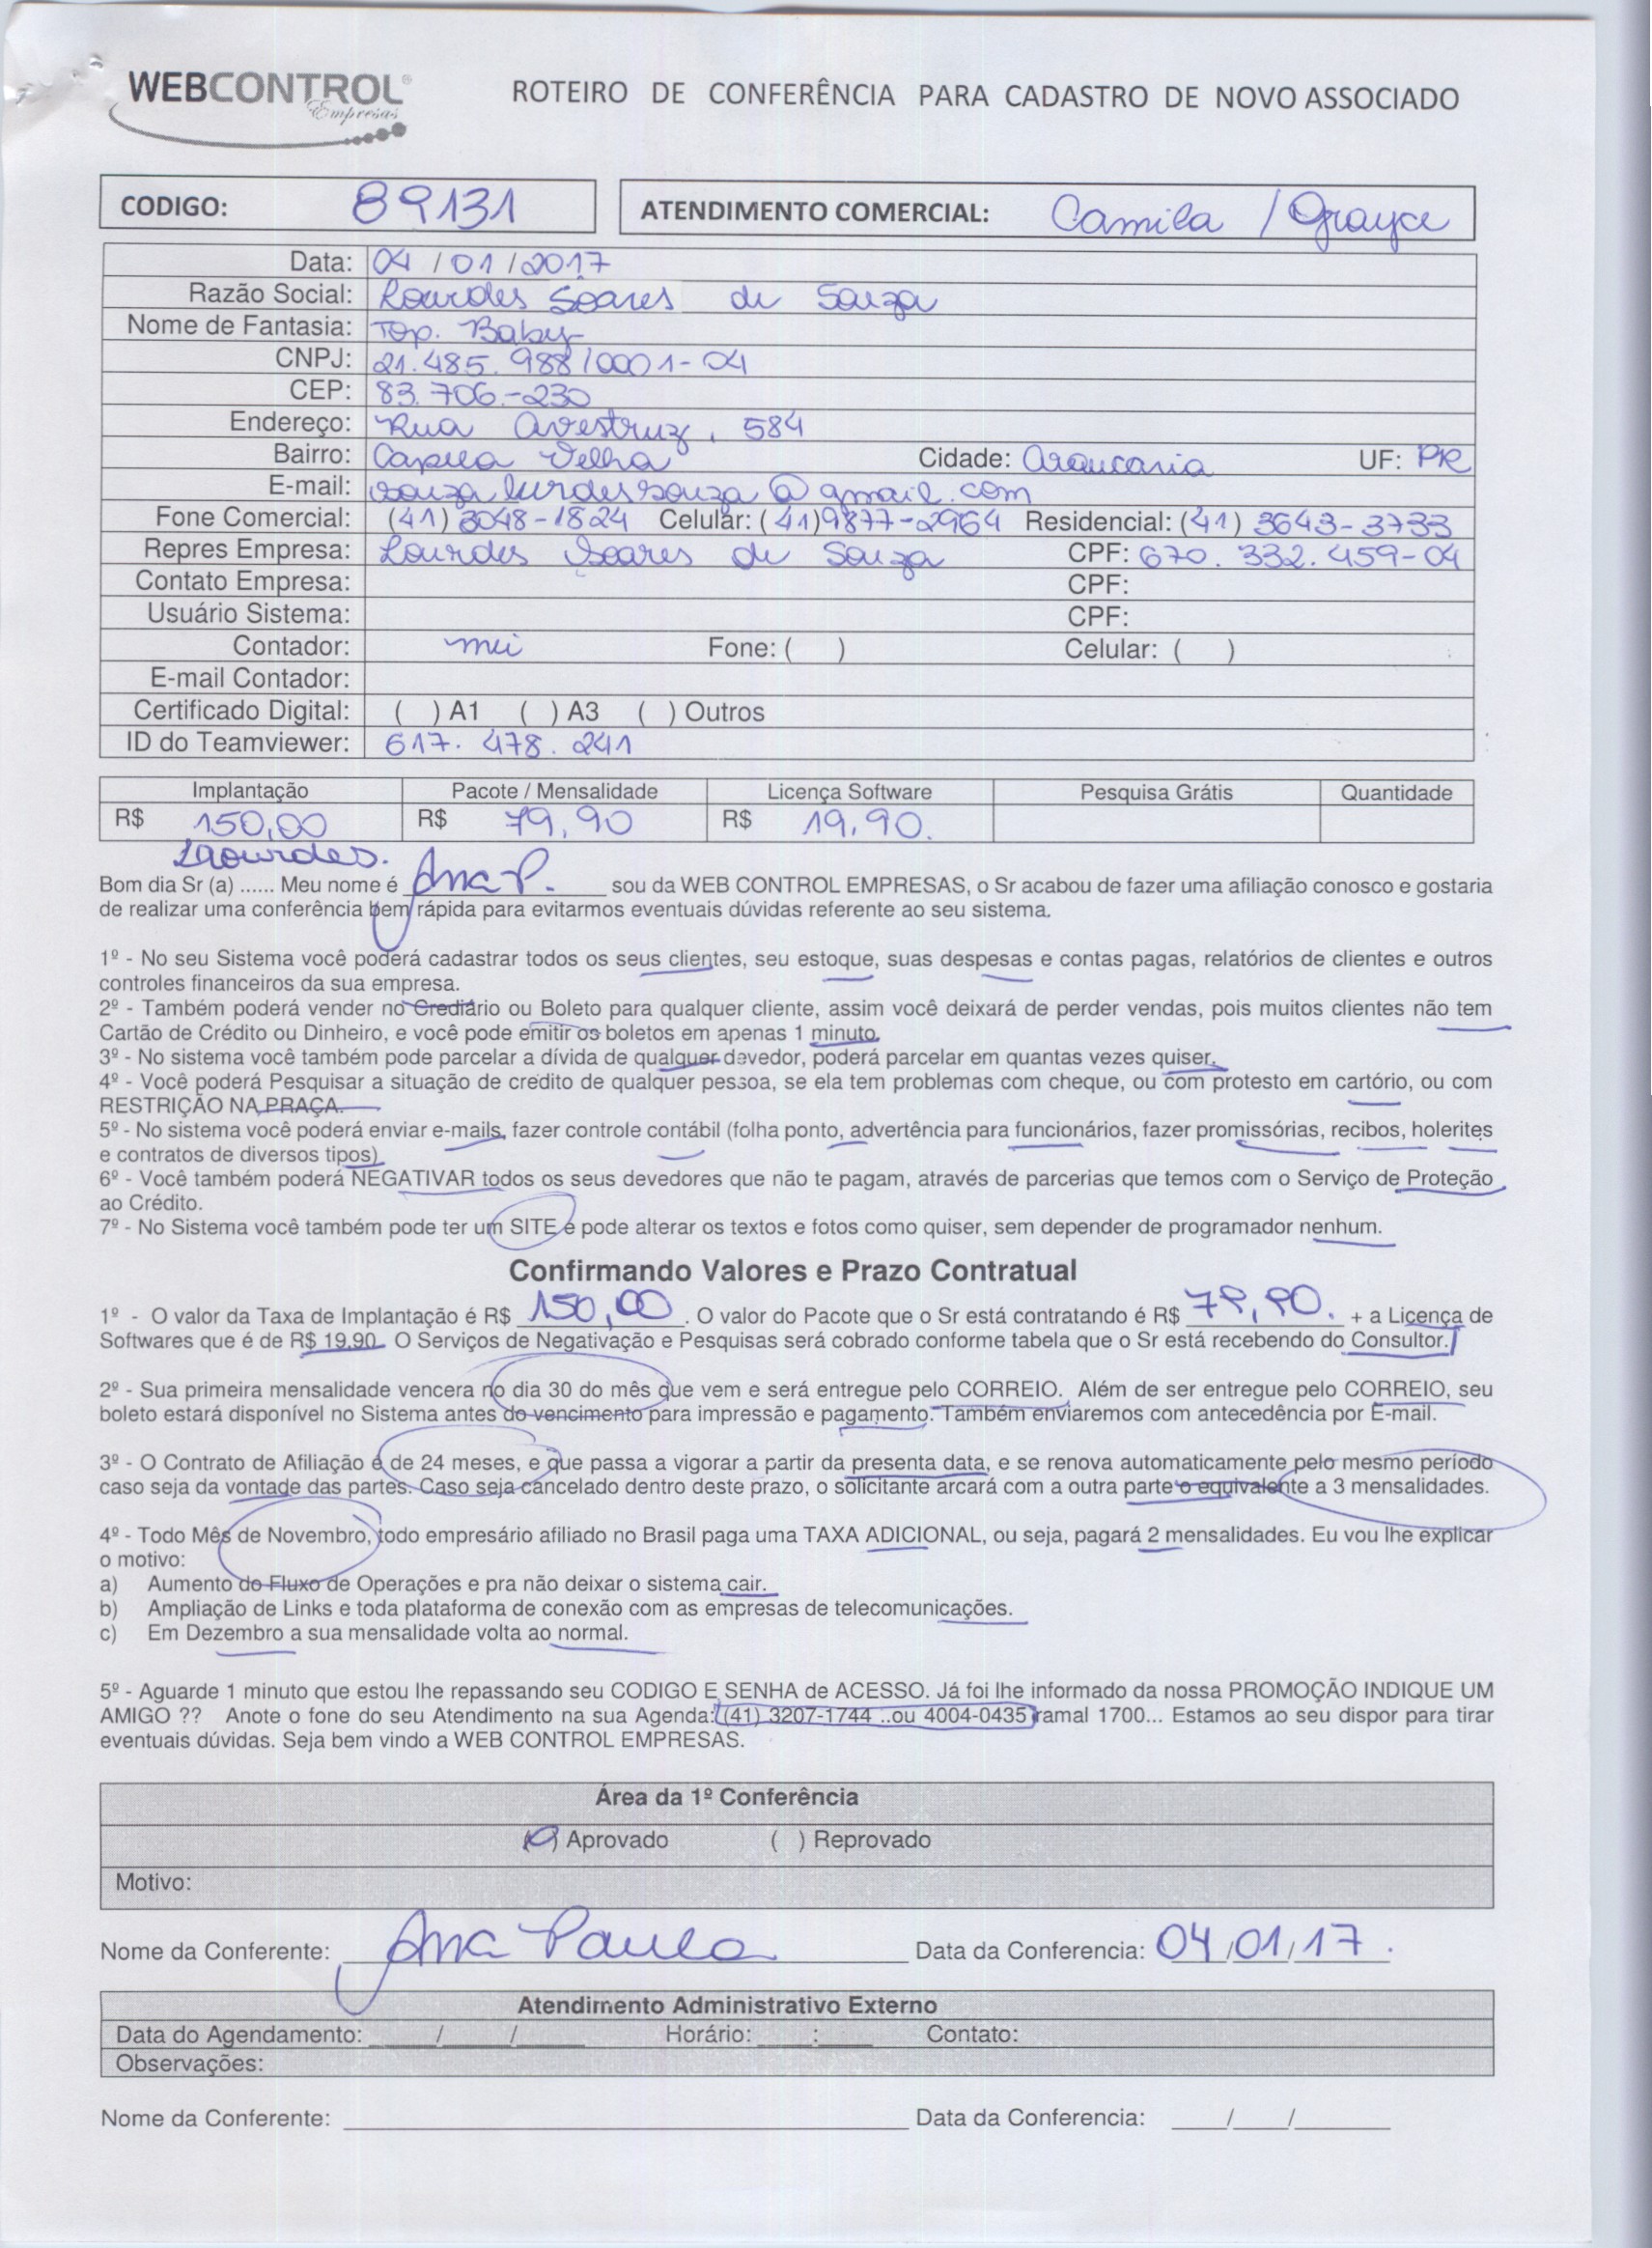 WEBCONTROL
Empresas
ROTEIRO DE CONFERÊNCIA PARA CADASTRO DE NOVO ASSOCIADO
CODIGO: 89131
ATENDIMENTO COMERCIAL: Camila / Grayce
Data: 04 / 01 / 2017
Razão Social: Lourdes Soares de Souza
Nome de Fantasia: Top. Baby
CNPJ: 21.485.988/0001-04
CEP: 83.706-230
Endereço: Rua Avestruz, 584
Bairro: Capela Velha Cidade: Araucaria UF: PR
E-mail: souza.lurdessouza@gmail.com
Fone Comercial: (41) 3048-1824 Celular: (41)9877-2964 Residencial: (41) 3643-3733
Repres Empresa: Lourdes Soares de Souza CPF: 670.332.459-04
Contato Empresa: CPF:
Usuário Sistema: CPF:
Contador: mei Fone: ( ) Celular: ( )
E-mail Contador:
Certificado Digital: ( ) A1 ( ) A3 ( ) Outros
ID do Teamviewer: 617. 478. 241
Implantação Pacote / Mensalidade Licença Software Pesquisa Grátis Quantidade
R$ 150,00 R$ 79,90 R$ 19,90.
Lourdes.
Bom dia Sr (a) ...... Meu nome é Ana P. sou da WEB CONTROL EMPRESAS, o Sr acabou de fazer uma afiliação conosco e gostaria
de realizar uma conferência bem rápida para evitarmos eventuais dúvidas referente ao seu sistema.
1º - No seu Sistema você poderá cadastrar todos os seus clientes, seu estoque, suas despesas e contas pagas, relatórios de clientes e outros
controles financeiros da sua empresa.
2º - Também poderá vender no Crediário ou Boleto para qualquer cliente, assim você deixará de perder vendas, pois muitos clientes não tem
Cartão de Crédito ou Dinheiro, e você pode emitir os boletos em apenas 1 minuto.
3º - No sistema você também pode parcelar a dívida de qualquer devedor, poderá parcelar em quantas vezes quiser.
4º - Você poderá Pesquisar a situação de credito de qualquer pessoa, se ela tem problemas com cheque, ou com protesto em cartório, ou com
RESTRIÇÃO NA PRAÇA.
5º - No sistema você poderá enviar e-mails, fazer controle contábil (folha ponto, advertência para funcionários, fazer promissórias, recibos, holerites
e contratos de diversos tipos)
6º - Você também poderá NEGATIVAR todos os seus devedores que não te pagam, através de parcerias que temos com o Serviço de Proteção
ao Crédito.
7º - No Sistema você também pode ter um SITE e pode alterar os textos e fotos como quiser, sem depender de programador nenhum.
Confirmando Valores e Prazo Contratual
1º - O valor da Taxa de Implantação é R$ 150,00. O valor do Pacote que o Sr está contratando é R$ 79,90. + a Licença de
Softwares que é de R$ 19,90 O Serviços de Negativação e Pesquisas será cobrado conforme tabela que o Sr está recebendo do Consultor.
2º - Sua primeira mensalidade vencera no dia 30 do mês que vem e será entregue pelo CORREIO. Além de ser entregue pelo CORREIO, seu
boleto estará disponível no Sistema antes do vencimento para impressão e pagamento. Também enviaremos com antecedência por E-mail.
3º - O Contrato de Afiliação é de 24 meses, e que passa a vigorar a partir da presenta data, e se renova automaticamente pelo mesmo período
caso seja da vontade das partes. Caso seja cancelado dentro deste prazo, o solicitante arcará com a outra parte o equivalente a 3 mensalidades.
4º - Todo Mês de Novembro, todo empresário afiliado no Brasil paga uma TAXA ADICIONAL, ou seja, pagará 2 mensalidades. Eu vou lhe explicar
o motivo:
a) Aumento do Fluxo de Operações e pra não deixar o sistema cair.
b) Ampliação de Links e toda plataforma de conexão com as empresas de telecomunicações.
c) Em Dezembro a sua mensalidade volta ao normal.
5º - Aguarde 1 minuto que estou lhe repassando seu CODIGO E SENHA de ACESSO. Já foi lhe informado da nossa PROMOÇÃO INDIQUE UM
AMIGO ?? Anote o fone do seu Atendimento na sua Agenda: (41) 3207-1744 ..ou 4004-0435 ramal 1700... Estamos ao seu dispor para tirar
eventuais dúvidas. Seja bem vindo a WEB CONTROL EMPRESAS.
Área da 1º Conferência
( ) Aprovado ( ) Reprovado
Motivo:
Nome da Conferente: Ana Paula Data da Conferencia: 04/01/17.
Atendimento Administrativo Externo
Data do Agendamento: ____/____/____ Horário: ____:____ Contato:
Observações:
Nome da Conferente: ____ Data da Conferencia: ____/____/____